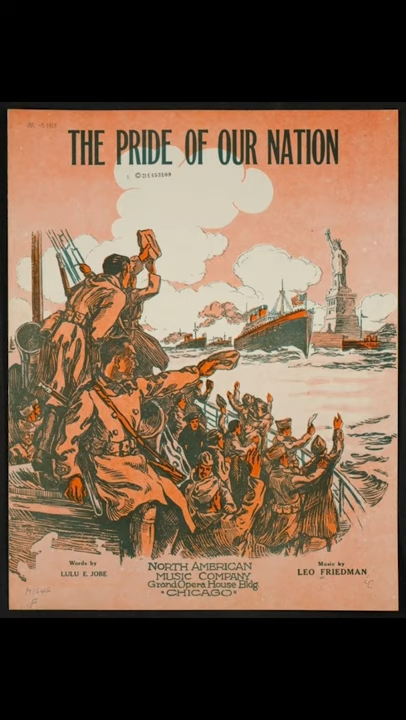 THE PRIDE OF OUR NATION
Words by
LULU E. JOBE
NORTH AMERICAN
MUSIC COMPANY
Grand Opera House Bldg.
"CHICAGO"
Music by
LEO FRIEDMAN